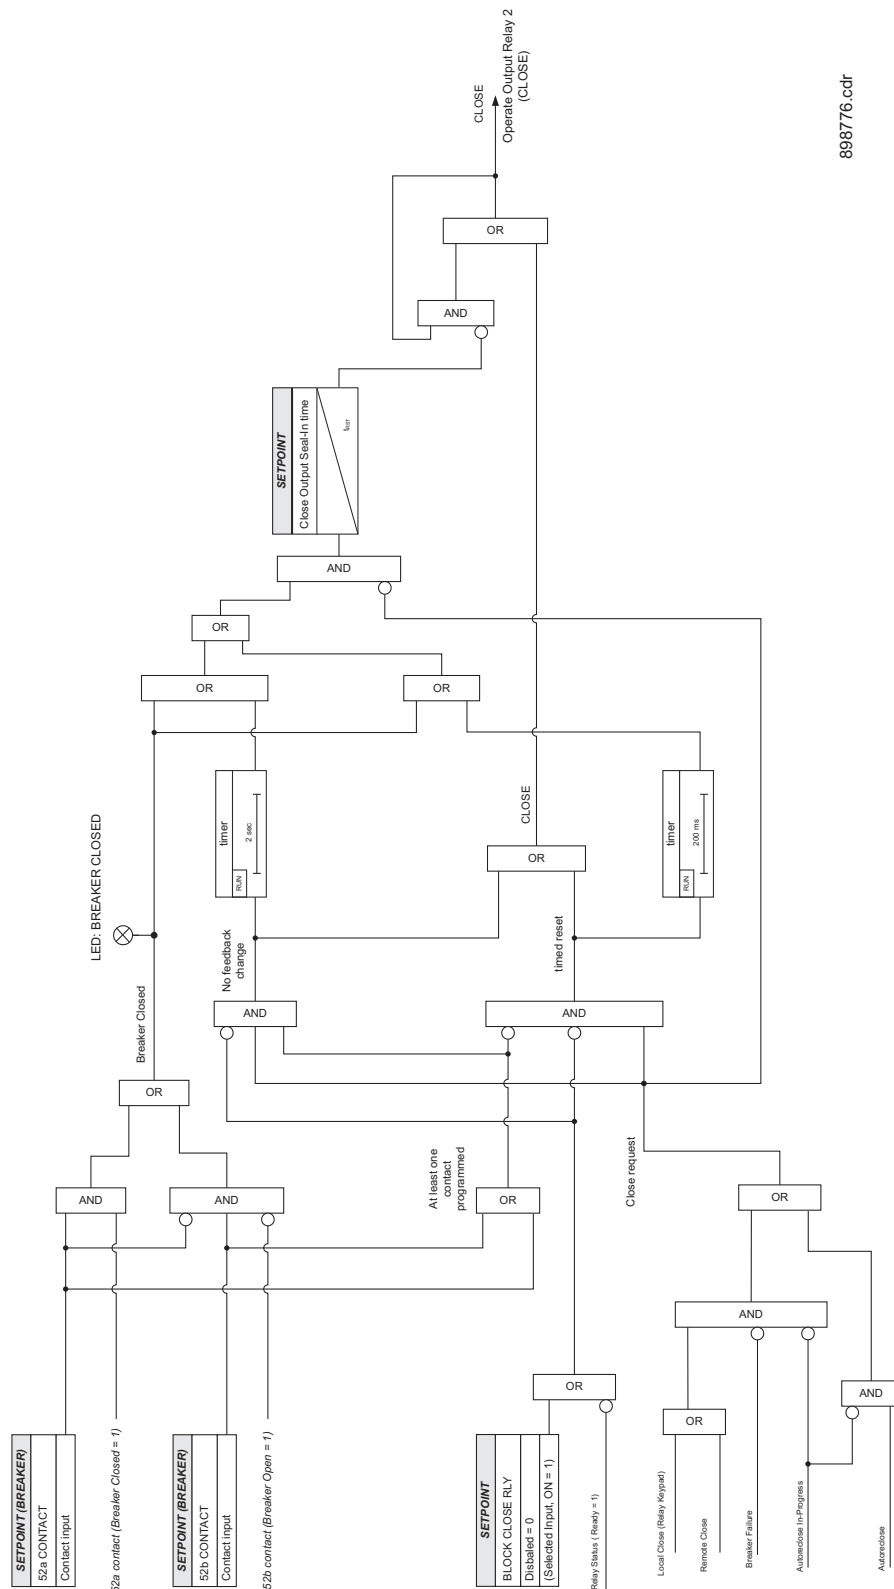 898776.cdr
CLOSE
Operate Output Relay 2
(CLOSE)
OR
AND
SETPOINT
Close Output Seal-In time
tRST
AND
OR
OR
OR
LED: BREAKER CLOSED
timer
RUN
2 sec
CLOSE
timer
RUN
200 ms
OR
Breaker Closed
No feedback
change
timed reset
AND
AND
OR
AND
AND
At least one
contact
programmed
OR
Close request
OR
AND
OR
OR
AND
SETPOINT (BREAKER)
52a CONTACT
Contact input
52a contact (Breaker Closed = 1)
SETPOINT (BREAKER)
52b CONTACT
Contact input
52b contact (Breaker Open = 1)
SETPOINT
BLOCK CLOSE RLY
Disbaled = 0
(Selected Input, ON = 1)
Relay Status ( Ready = 1)
Local Close (Relay Keypad)
Remote Close
Breaker Failure
Autoreclose In-Progress
Autoreclose